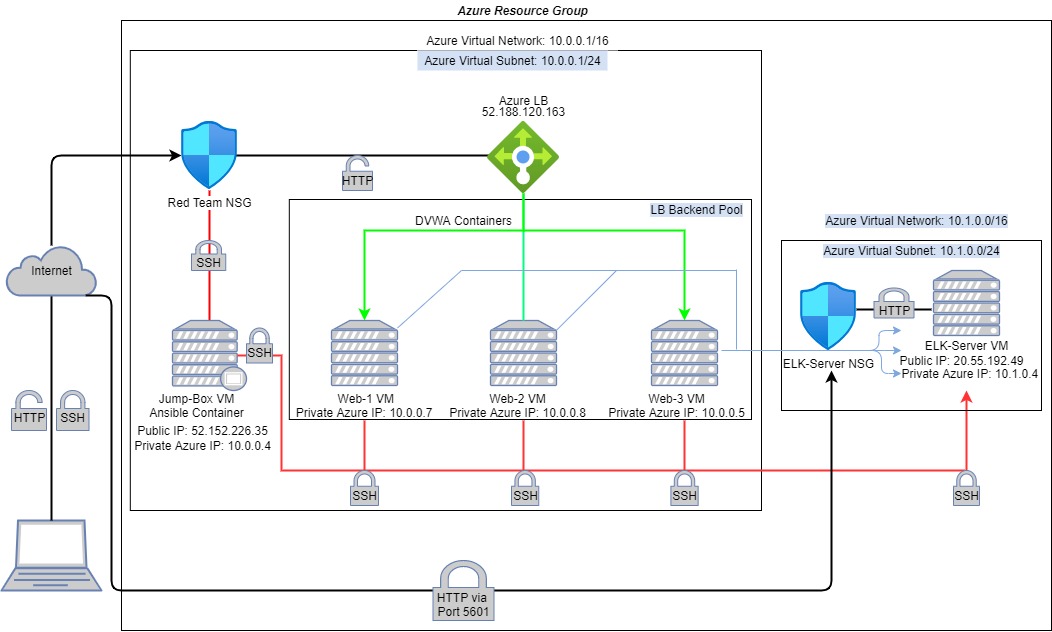 Azure Resource Group
Azure Virtual Network: 10.0.0.1/16
Azure Virtual Subnet: 10.0.0.1/24
Azure LB
52.188.120.163
HTTP
Red Team NSG
LB Backend Pool
DVWA Containers
SSH
Internet
Azure Virtual Network: 10.1.0.0/16
Azure Virtual Subnet: 10.1.0.0/24
HTTP
ELK-Server VM
Public IP: 20.55.192.49
Private Azure IP: 10.1.0.4
ELK-Server NSG
SSH
Jump-Box VM
Ansible Container
Public IP: 52.152.226.35
Private Azure IP: 10.0.0.4
Web-1 VM
Private Azure IP: 10.0.0.7
Web-2 VM
Private Azure IP: 10.0.0.8
Web-3 VM
Private Azure IP: 10.0.0.5
HTTP
SSH
SSH
SSH
SSH
SSH
HTTP via
Port 5601